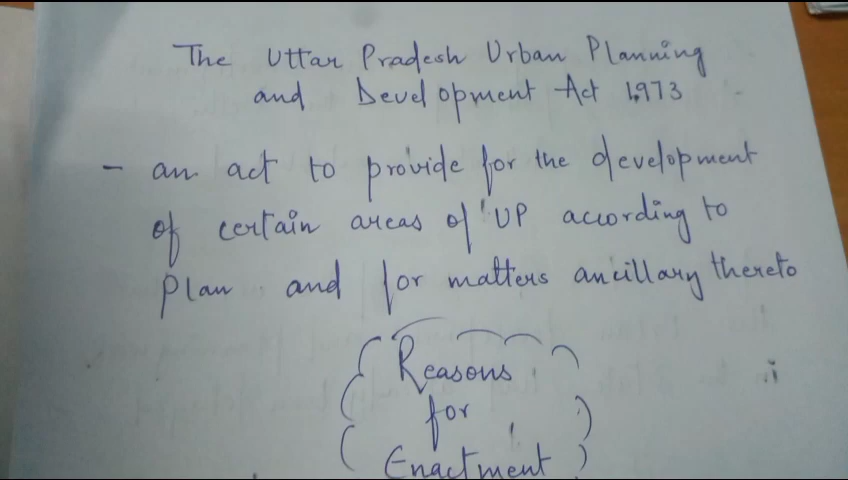 The Uttar Pradesh Urban Planning
and Development Act 1973
- an act to provide for the development
of certain areas of UP according to
Plan and for matters ancillary thereto
Reasons
for
Enactment